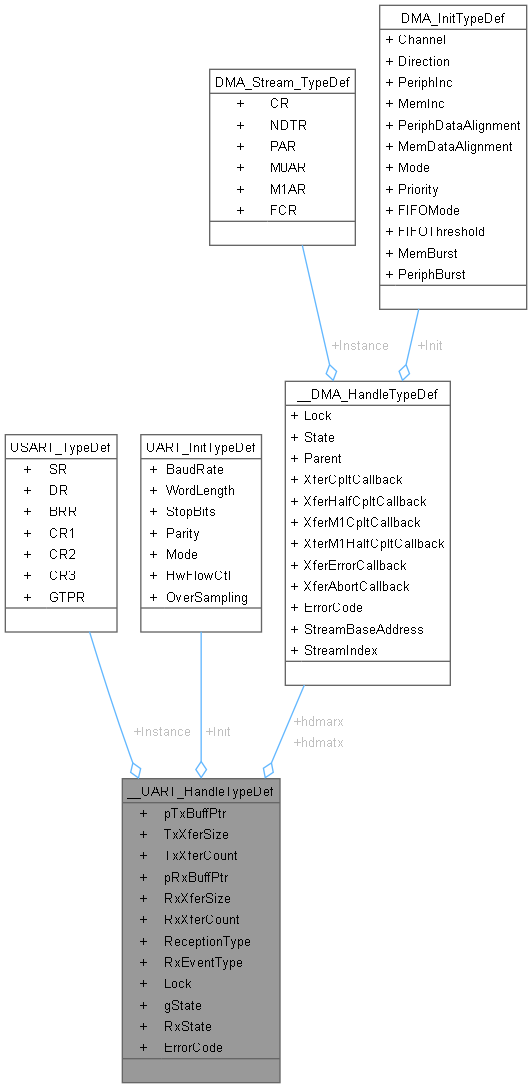 DMA_InitTypeDef
+ Channel
+ Direction
+ PeriphInc
+ MemInc
+ PeriphDataAlignment
+ MemDataAlignment
+ Mode
+ Priority
+ FIFOMode
+ FIFOThreshold
+ MemBurst
+ PeriphBurst
DMA_Stream_TypeDef
+ CR
+ NDTR
+ PAR
+ M0AR
+ M1AR
+ FCR
+Instance
+Init
__DMA_HandleTypeDef
+ Lock
+ State
+ Parent
+ XferCpltCallback
+ XferHalfCpltCallback
+ XferM1CpltCallback
+ XferM1HalfCpltCallback
+ XferErrorCallback
+ XferAbortCallback
+ ErrorCode
+ StreamBaseAddress
+ StreamIndex
USART_TypeDef
+ SR
+ DR
+ BRR
+ CR1
+ CR2
+ CR3
+ GTPR
UART_InitTypeDef
+ BaudRate
+ WordLength
+ StopBits
+ Parity
+ Mode
+ HwFlowCtl
+ OverSampling
+Instance
+Init
+hdmarx
+hdmatx
__UART_HandleTypeDef
+ pTxBuffPtr
+ TxXferSize
+ TxXferCount
+ pRxBuffPtr
+ RxXferSize
+ RxXferCount
+ ReceptionType
+ RxEventType
+ Lock
+ gState
+ RxState
+ ErrorCode